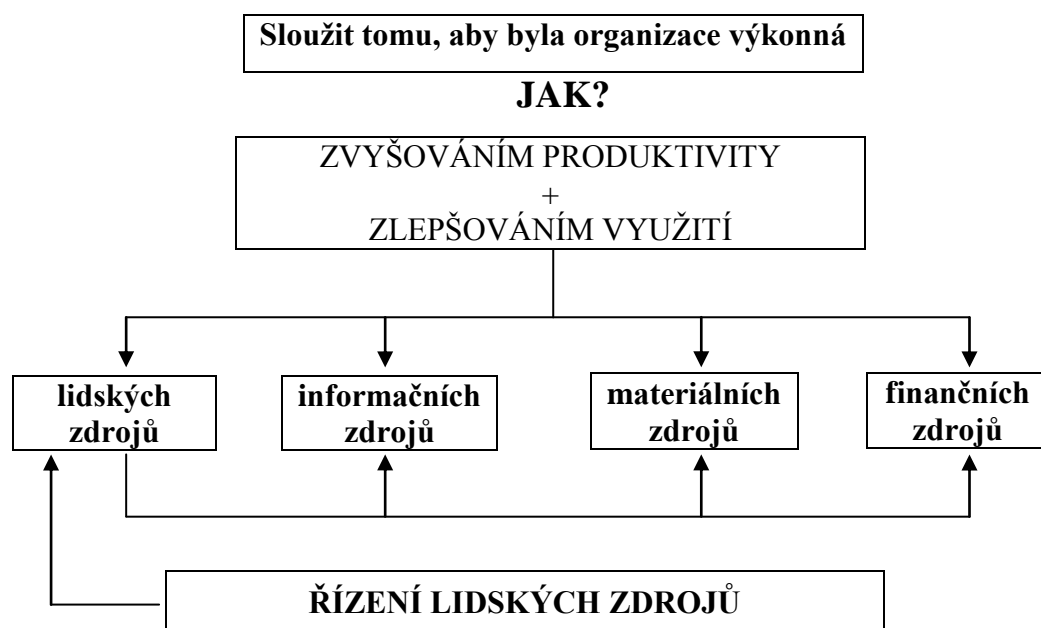 Sloužit tomu, aby byla organizace výkonná
JAK?
ZVYŠOVÁNÍM PRODUKTIVITY
+
ZLEPŠOVÁNÍM VYUŽITÍ
lidských
zdrojů
informačních
zdrojů
materiálních
zdrojů
finančních
zdrojů
ŘÍZENÍ LIDSKÝCH ZDROJŮ